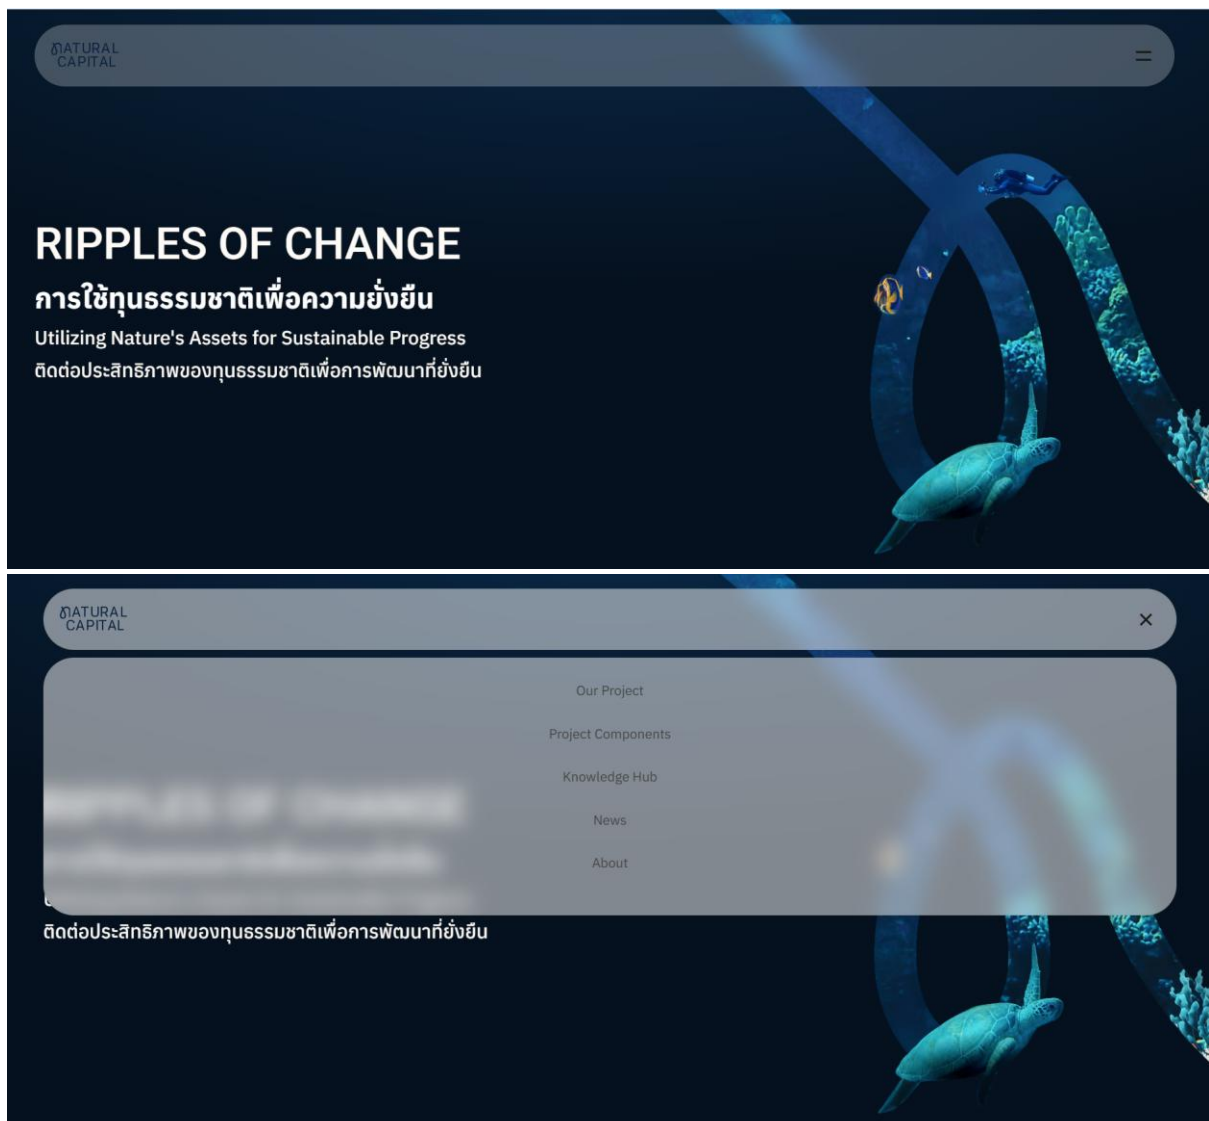 ก​ATURAL
CAPITAL
RIPPLES OF CHANGE
การใช้ทุนธรรมชาติเพื่อความยั่งยืน
Utilizing Nature's Assets for Sustainable Progress
ติดต่อประสิทธิภาพของทุนธรรมชาติเพื่อการพัฒนาที่ยั่งยืน
NATURAL
CAPITAL
Our Project
Project Components
Knowledge Hub
News
About
RIPPLES OF CHANGE
ติดต่อประสิทธิภาพของทุนธรรมชาติเพื่อการพัฒนาที่ยั่งยืน